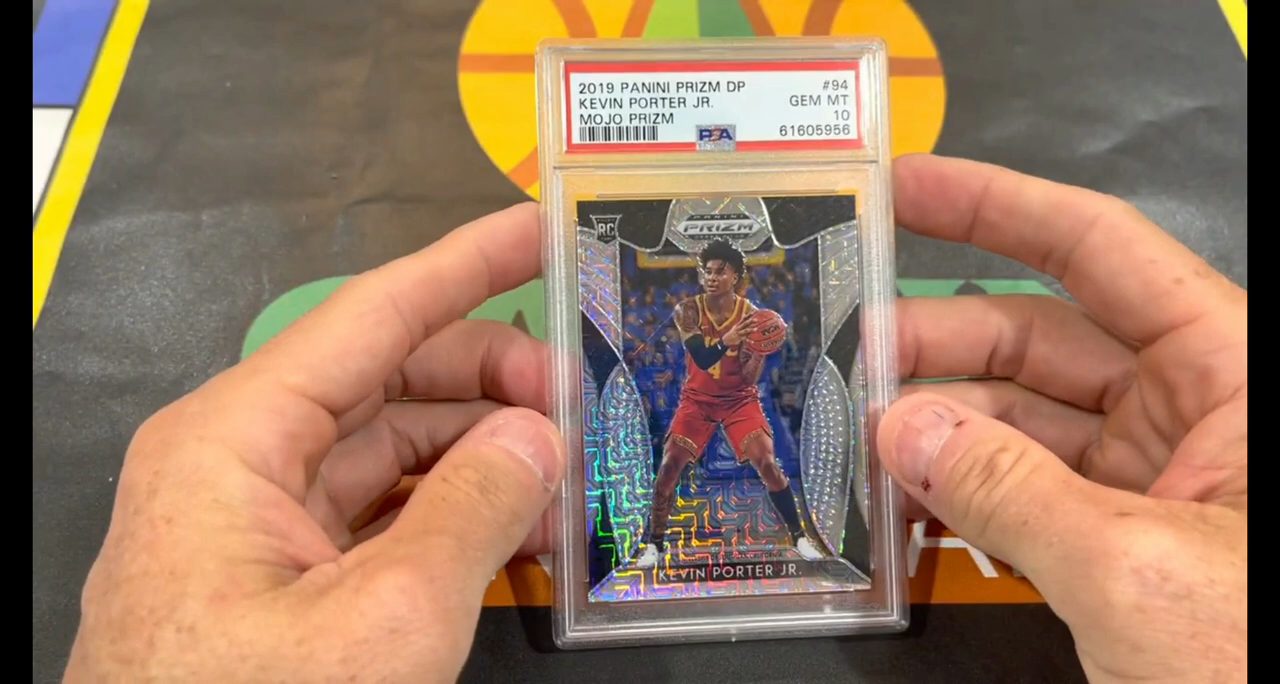 2019 PANINI PRIZM DP #94
KEVIN PORTER JR. GEM MT
MOJO PRIZM 10
PSA 61605956
RC
PANINI
PRIZM
4
KEVIN PORTER JR.